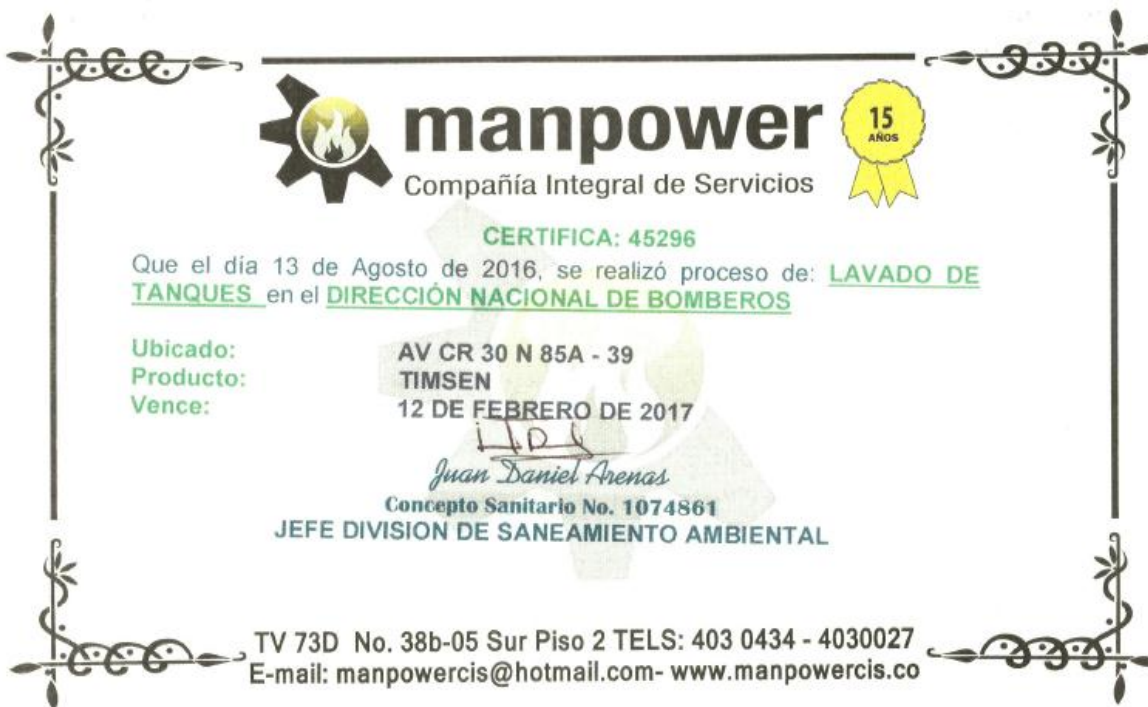 manpower
Compañía Integral de Servicios
15
AÑOS
CERTIFICA: 45296
Que el día 13 de Agosto de 2016, se realizó proceso de: LAVADO DE
TANQUES en el DIRECCIÓN NACIONAL DE BOMBEROS
Ubicado: AV CR 30 N 85A - 39
Producto: TIMSEN
Vence: 12 DE FEBRERO DE 2017
Juan Daniel Arenas
Concepto Sanitario No. 1074861
JEFE DIVISION DE SANEAMIENTO AMBIENTAL
TV 73D No. 38b-05 Sur Piso 2 TELS: 403 0434 - 4030027
E-mail: manpowercis@hotmail.com- www.manpowercis.co